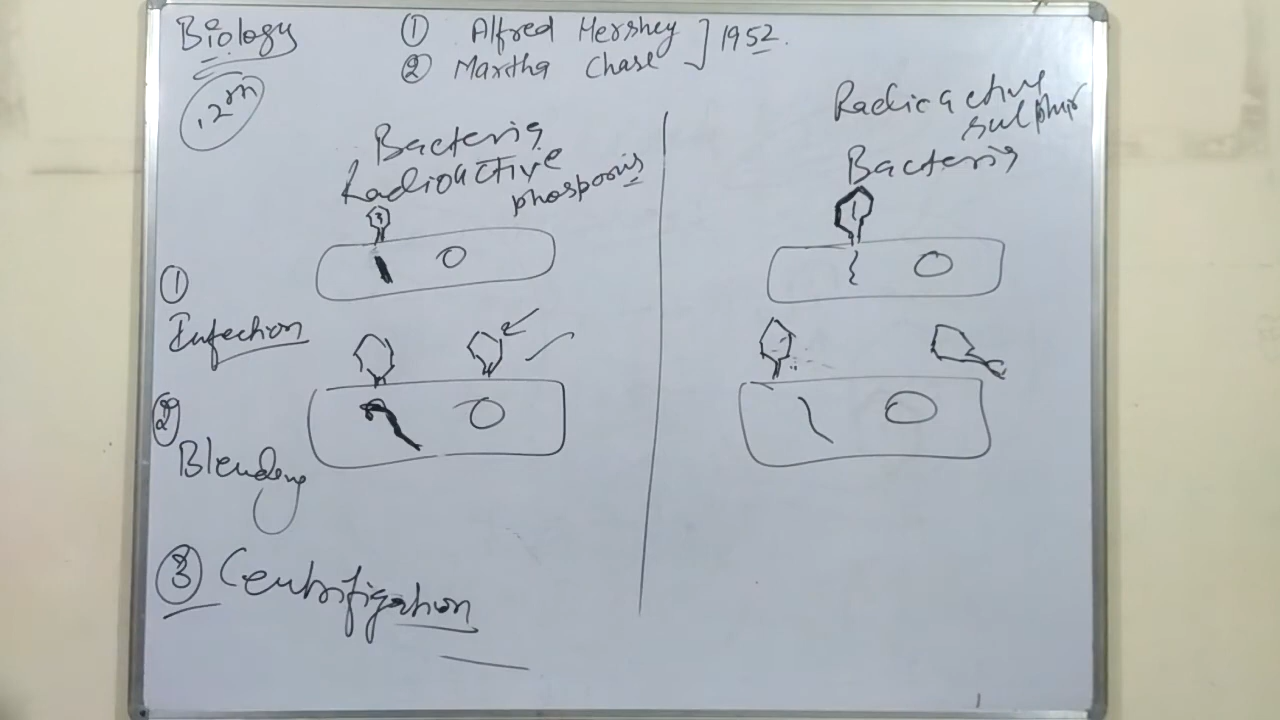 Biology
12th
① Alfred Hershey
② Martha Chase
1952.
Bacteria
Radioactive
phosporus
Radioactive
sulphur
Bacteria
①
Infection
②
Blending
③ Centrifigation